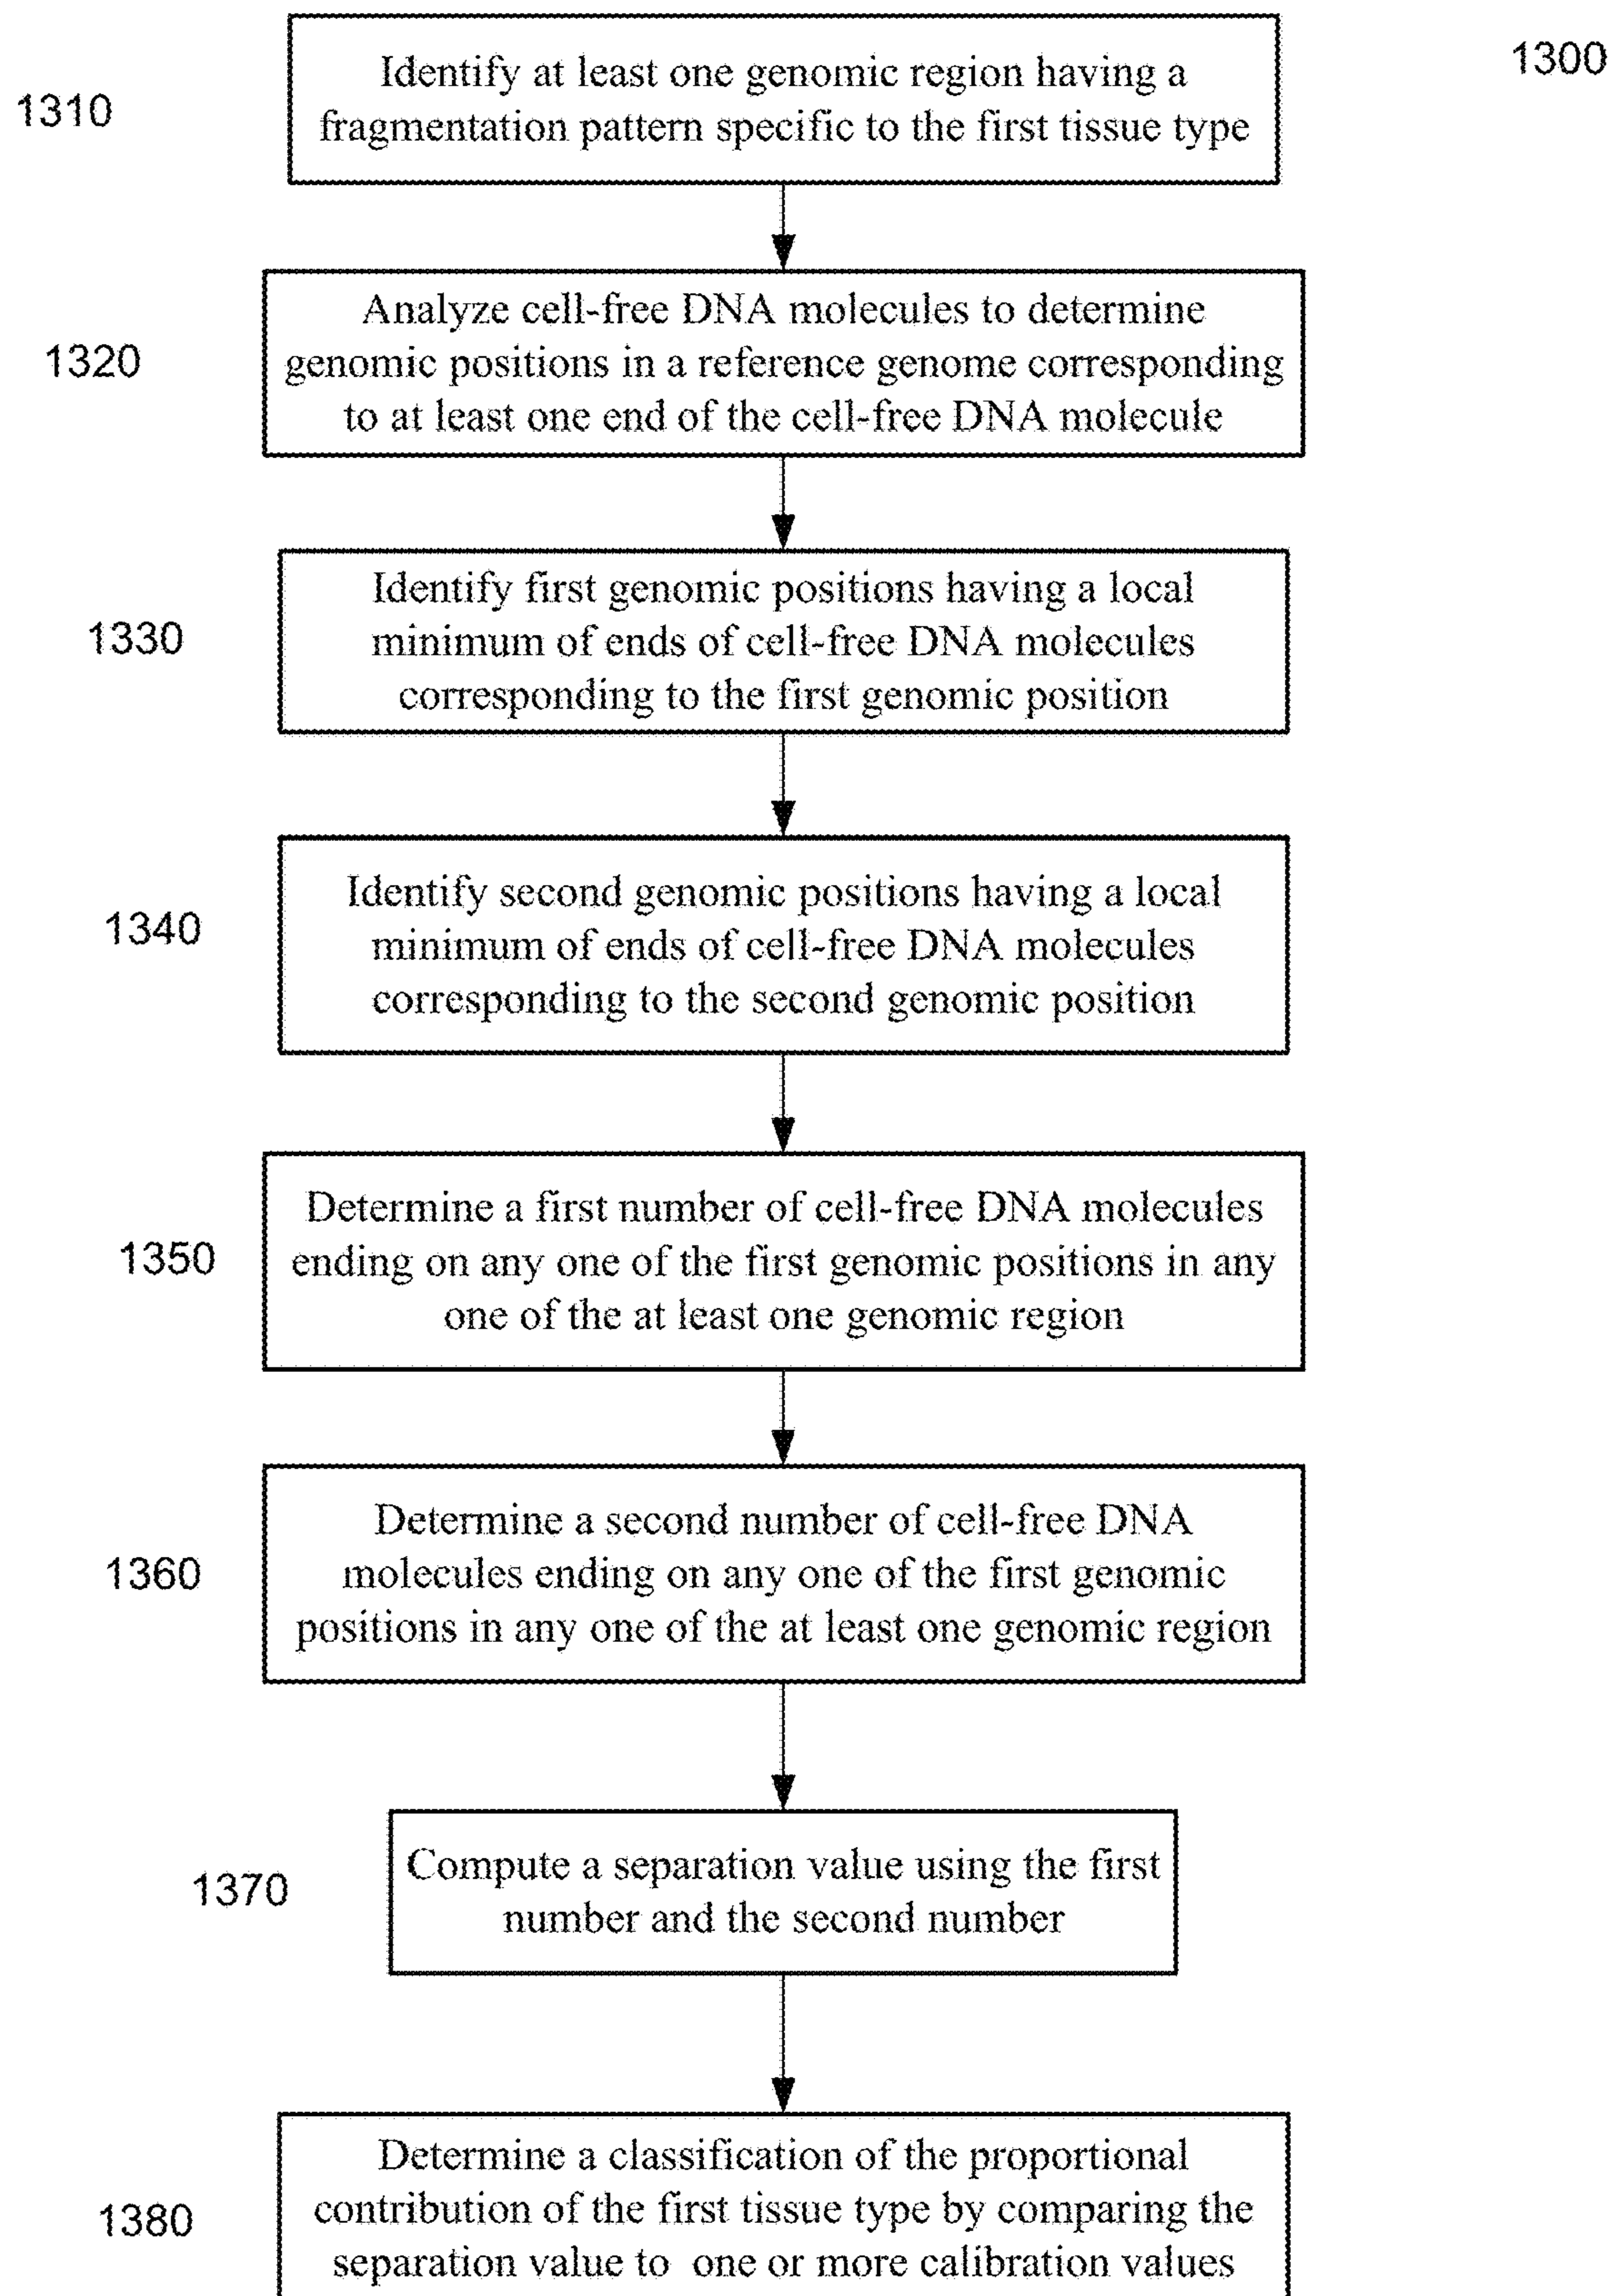 1300
1310
Identify at least one genomic region having a
fragmentation pattern specific to the first tissue type
1320
Analyze cell-free DNA molecules to determine
genomic positions in a reference genome corresponding
to at least one end of the cell-free DNA molecule
1330
Identify first genomic positions having a local
minimum of ends of cell-free DNA molecules
corresponding to the first genomic position
1340
Identify second genomic positions having a local
minimum of ends of cell-free DNA molecules
corresponding to the second genomic position
1350
Determine a first number of cell-free DNA molecules
ending on any one of the first genomic positions in any
one of the at least one genomic region
1360
Determine a second number of cell-free DNA
molecules ending on any one of the first genomic
positions in any one of the at least one genomic region
1370
Compute a separation value using the first
number and the second number
1380
Determine a classification of the proportional
contribution of the first tissue type by comparing the
separation value to one or more calibration values